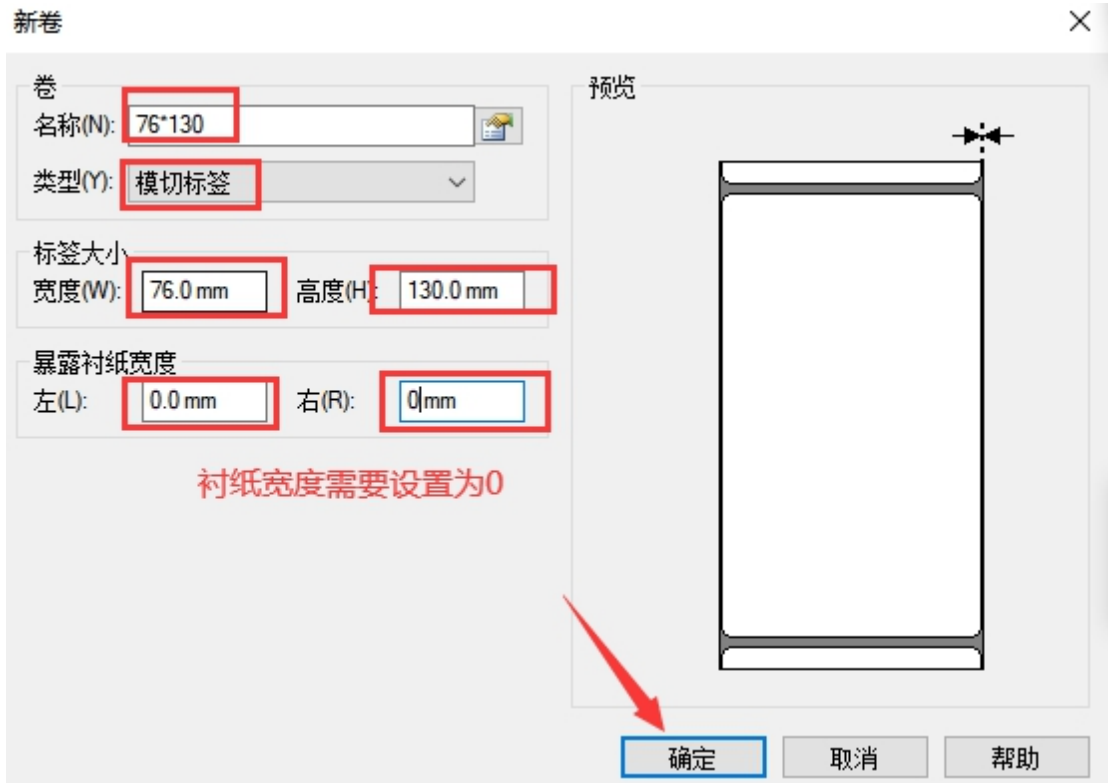 新卷
卷
名称(N): 76*130
类型(Y): 模切标签
标签大小
宽度(W): 76.0 mm 高度(H): 130.0 mm
暴露衬纸宽度
左(L): 0.0 mm 右(R): 0mm
衬纸宽度需要设置为0
预览
确定 取消 帮助